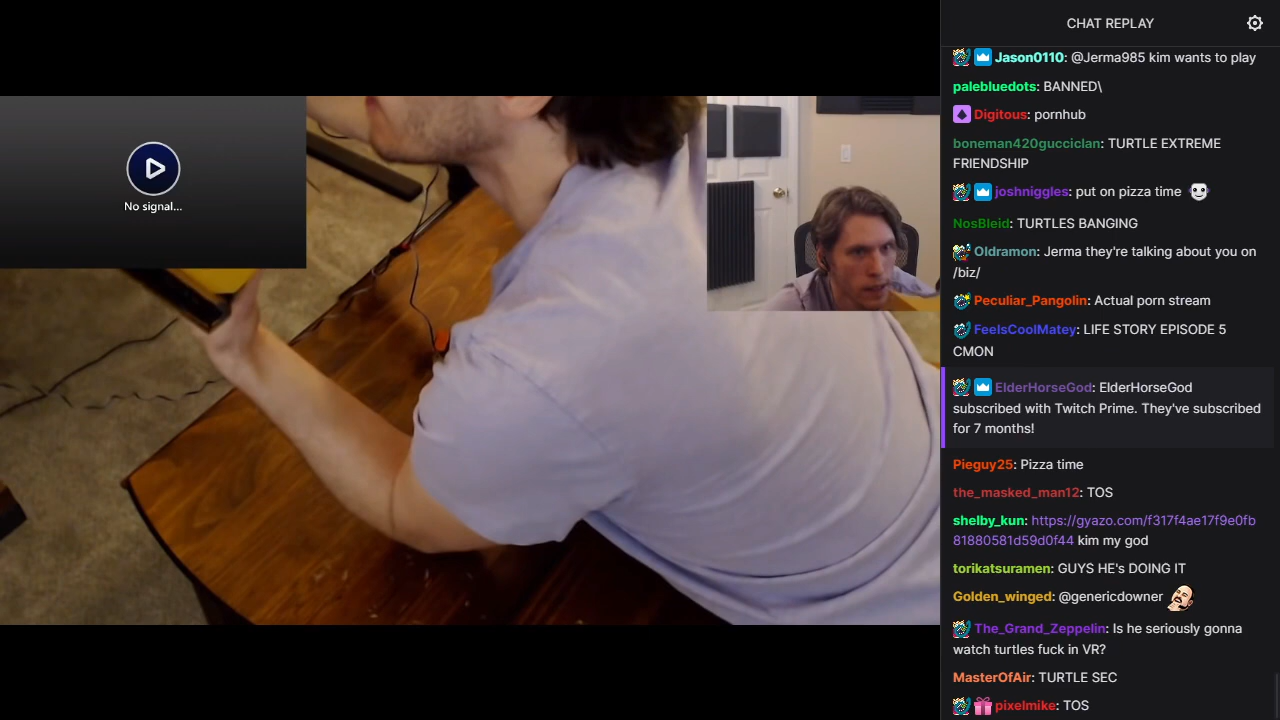 CHAT REPLAY
Jason0110: @Jerma985 kim wants to play
palebluedots: BANNED\
Digitous: pornhub
boneman420gucciclan: TURTLE EXTREME
FRIENDSHIP
joshniggles: put on pizza time
NosBleid: TURTLES BANGING
Oldramon: Jerma they're talking about you on
/biz/
Peculiar_Pangolin: Actual porn stream
FeelsCoolMatey: LIFE STORY EPISODE 5
CMON
ElderHorseGod: ElderHorseGod
subscribed with Twitch Prime. They've subscribed
for 7 months!
Pieguy25: Pizza time
the_masked_man12: TOS
shelby_kun: https://gyazo.com/f317f4ae17f9e0fb
81880581d59d0f44 kim my god
torikatsuramen: GUYS HE's DOING IT
Golden_winged: @genericdowner
The_Grand_Zeppelin: Is he seriously gonna
watch turtles fuck in VR?
MasterOfAir: TURTLE SEC
pixelmike: TOS
No signal...